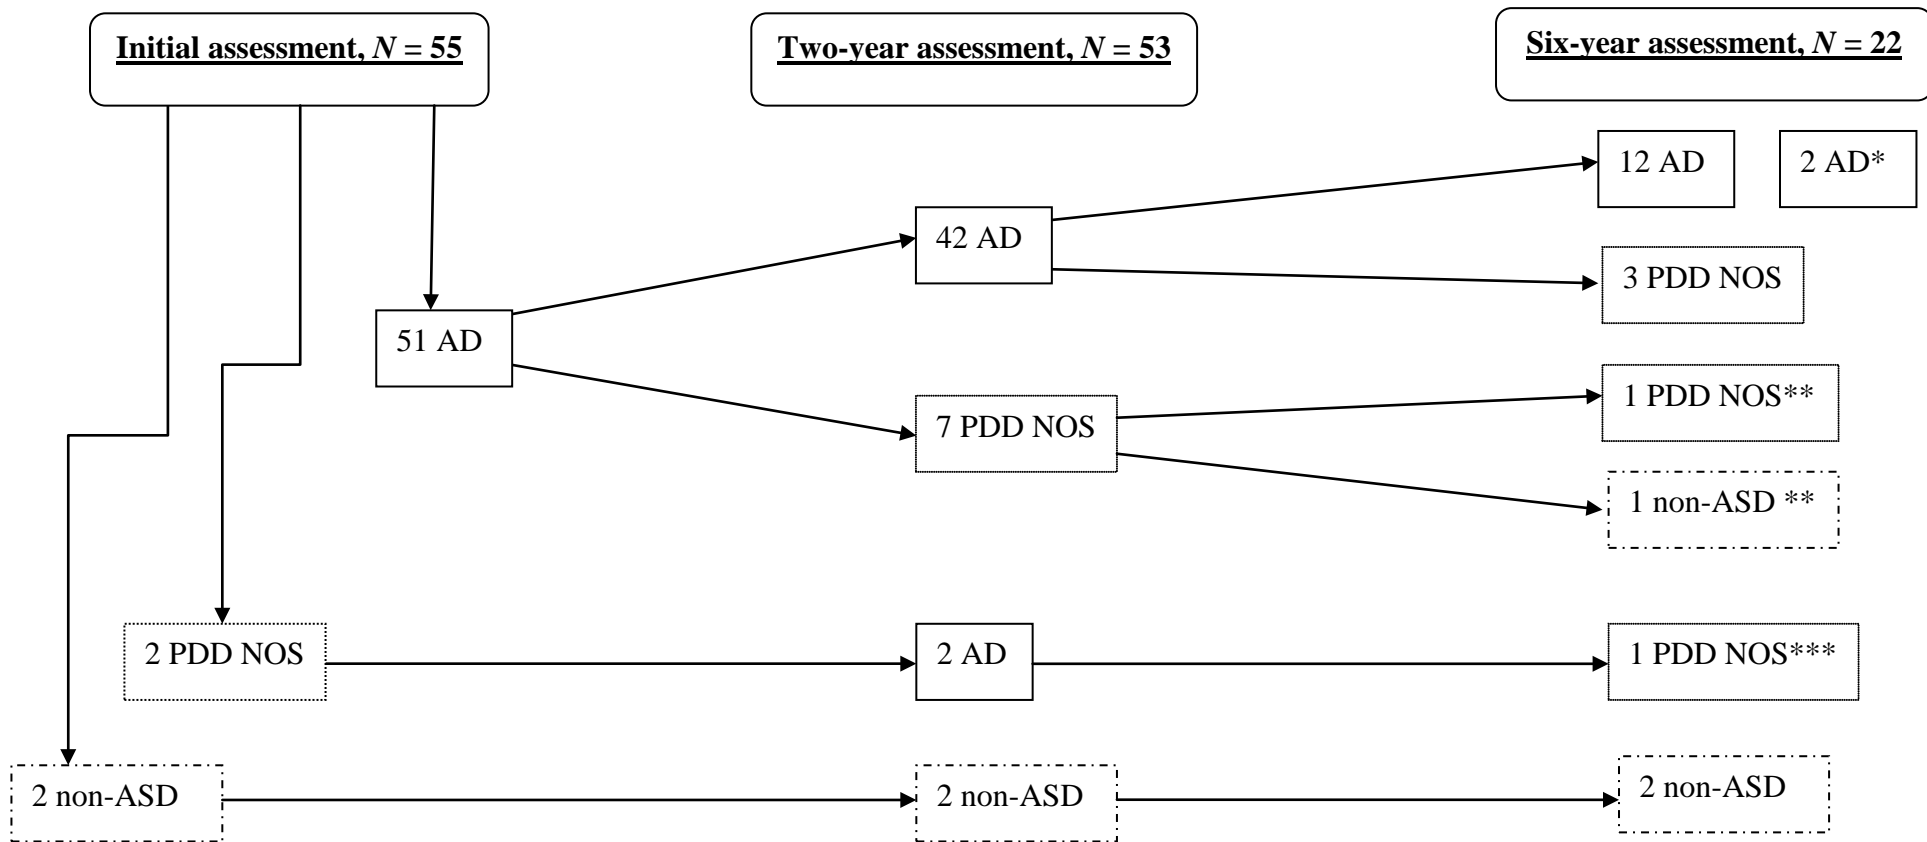 Initial assessment, N = 55
Two-year assessment, N = 53
Six-year assessment, N = 22
12 AD
2 AD*
42 AD
3 PDD NOS
51 AD
1 PDD NOS**
7 PDD NOS
1 non-ASD **
2 PDD NOS
2 AD
1 PDD NOS***
2 non-ASD
2 non-ASD
2 non-ASD